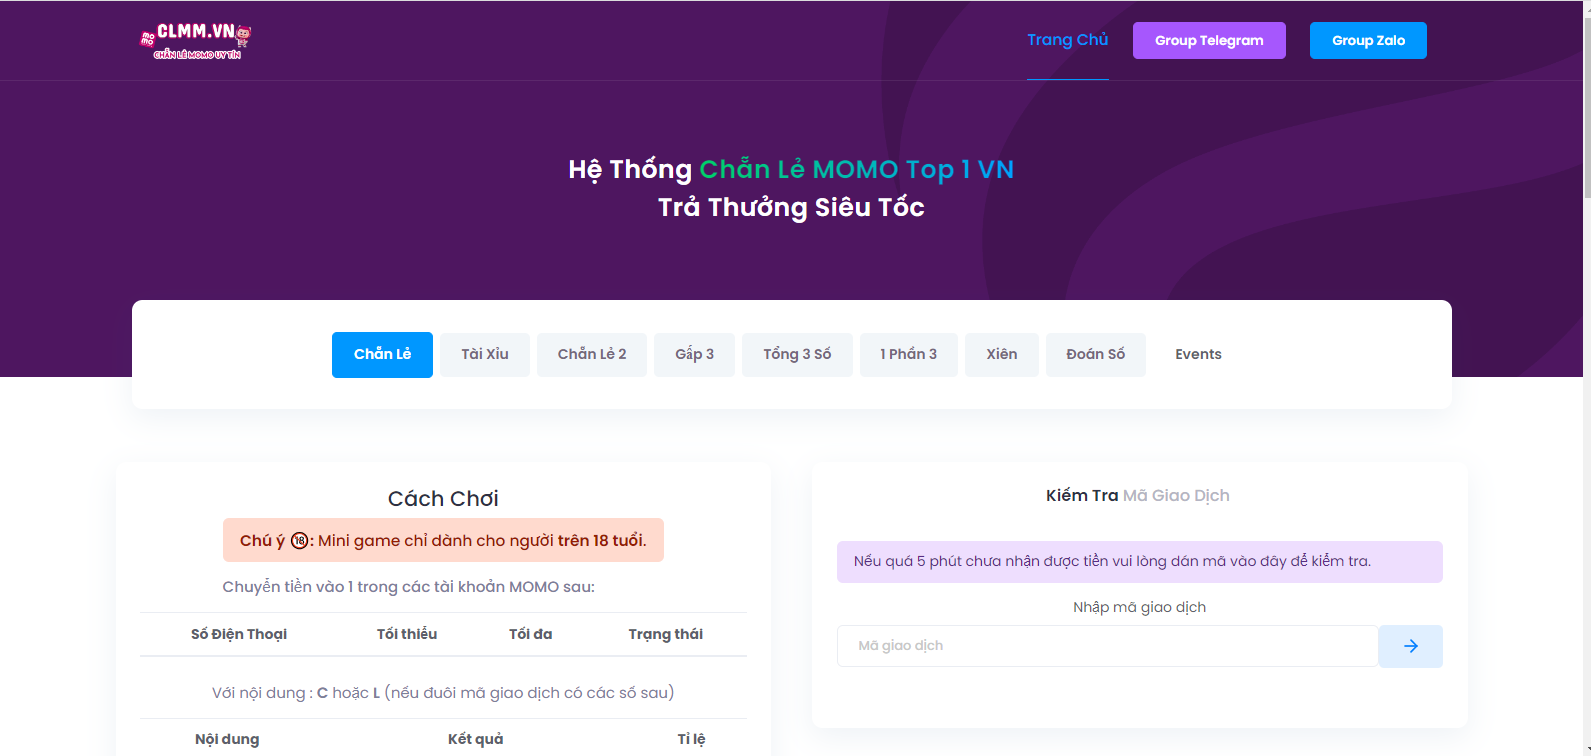 CLMM.VN
momo
CHẴN LẺ MOMO UY TÍN
Trang Chủ
Group Telegram
Group Zalo
Hệ Thống Chẵn Lẻ MOMO Top 1 VN
Trả Thưởng Siêu Tốc
Chẵn Lẻ
Tài Xỉu
Chẵn Lẻ 2
Gấp 3
Tổng 3 Số
1 Phần 3
Xiên
Đoán Số
Events
Cách Chơi
Chú ý 🔞: Mini game chỉ dành cho người trên 18 tuổi.
Chuyển tiền vào 1 trong các tài khoản MOMO sau:
Số Điện Thoại Tối thiểu Tối đa Trạng thái
Với nội dung : C hoặc L (nếu đuôi mã giao dịch có các số sau)
Nội dung Kết quả Tỉ lệ
Kiểm Tra Mã Giao Dịch
Nếu quá 5 phút chưa nhận được tiền vui lòng dán mã vào đây để kiểm tra.
Nhập mã giao dịch
Mã giao dịch